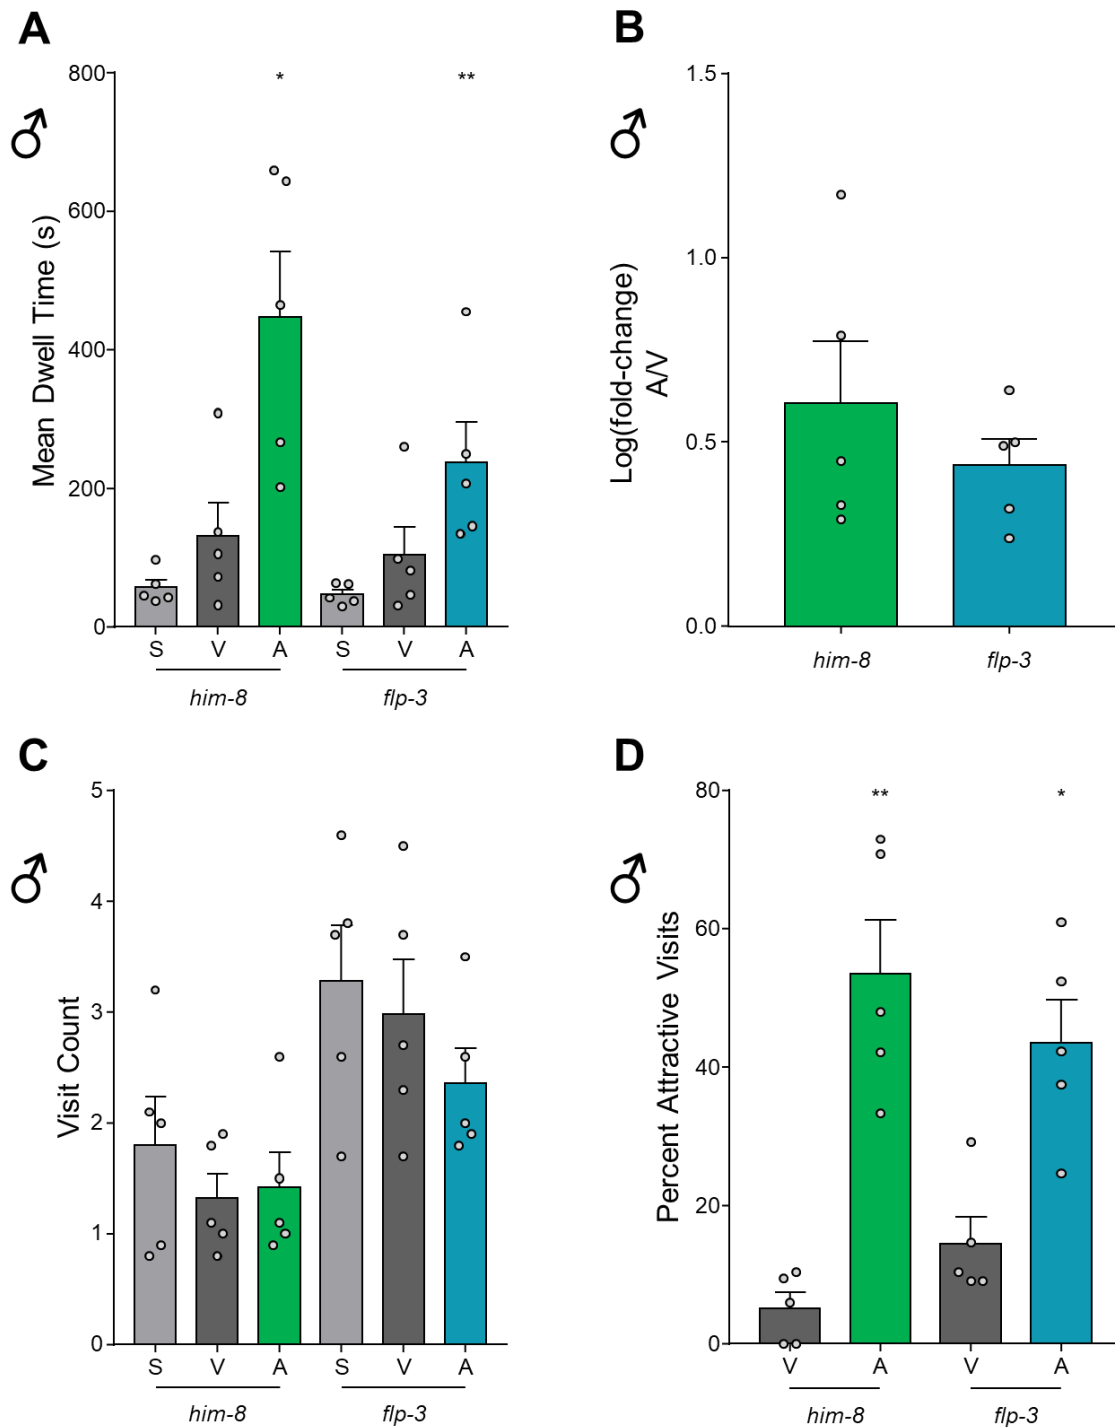 A
800
600
400
200
0
Mean Dwell Time (s)
*
**
S V A S V A
him-8 flp-3
B
1.5
1.0
0.5
0.0
Log(fold-change)
A/V
him-8 flp-3
C
5
4
3
2
1
0
Visit Count
S V A S V A
him-8 flp-3
D
80
60
40
20
0
Percent Attractive Visits
**
*
V A V A
him-8 flp-3